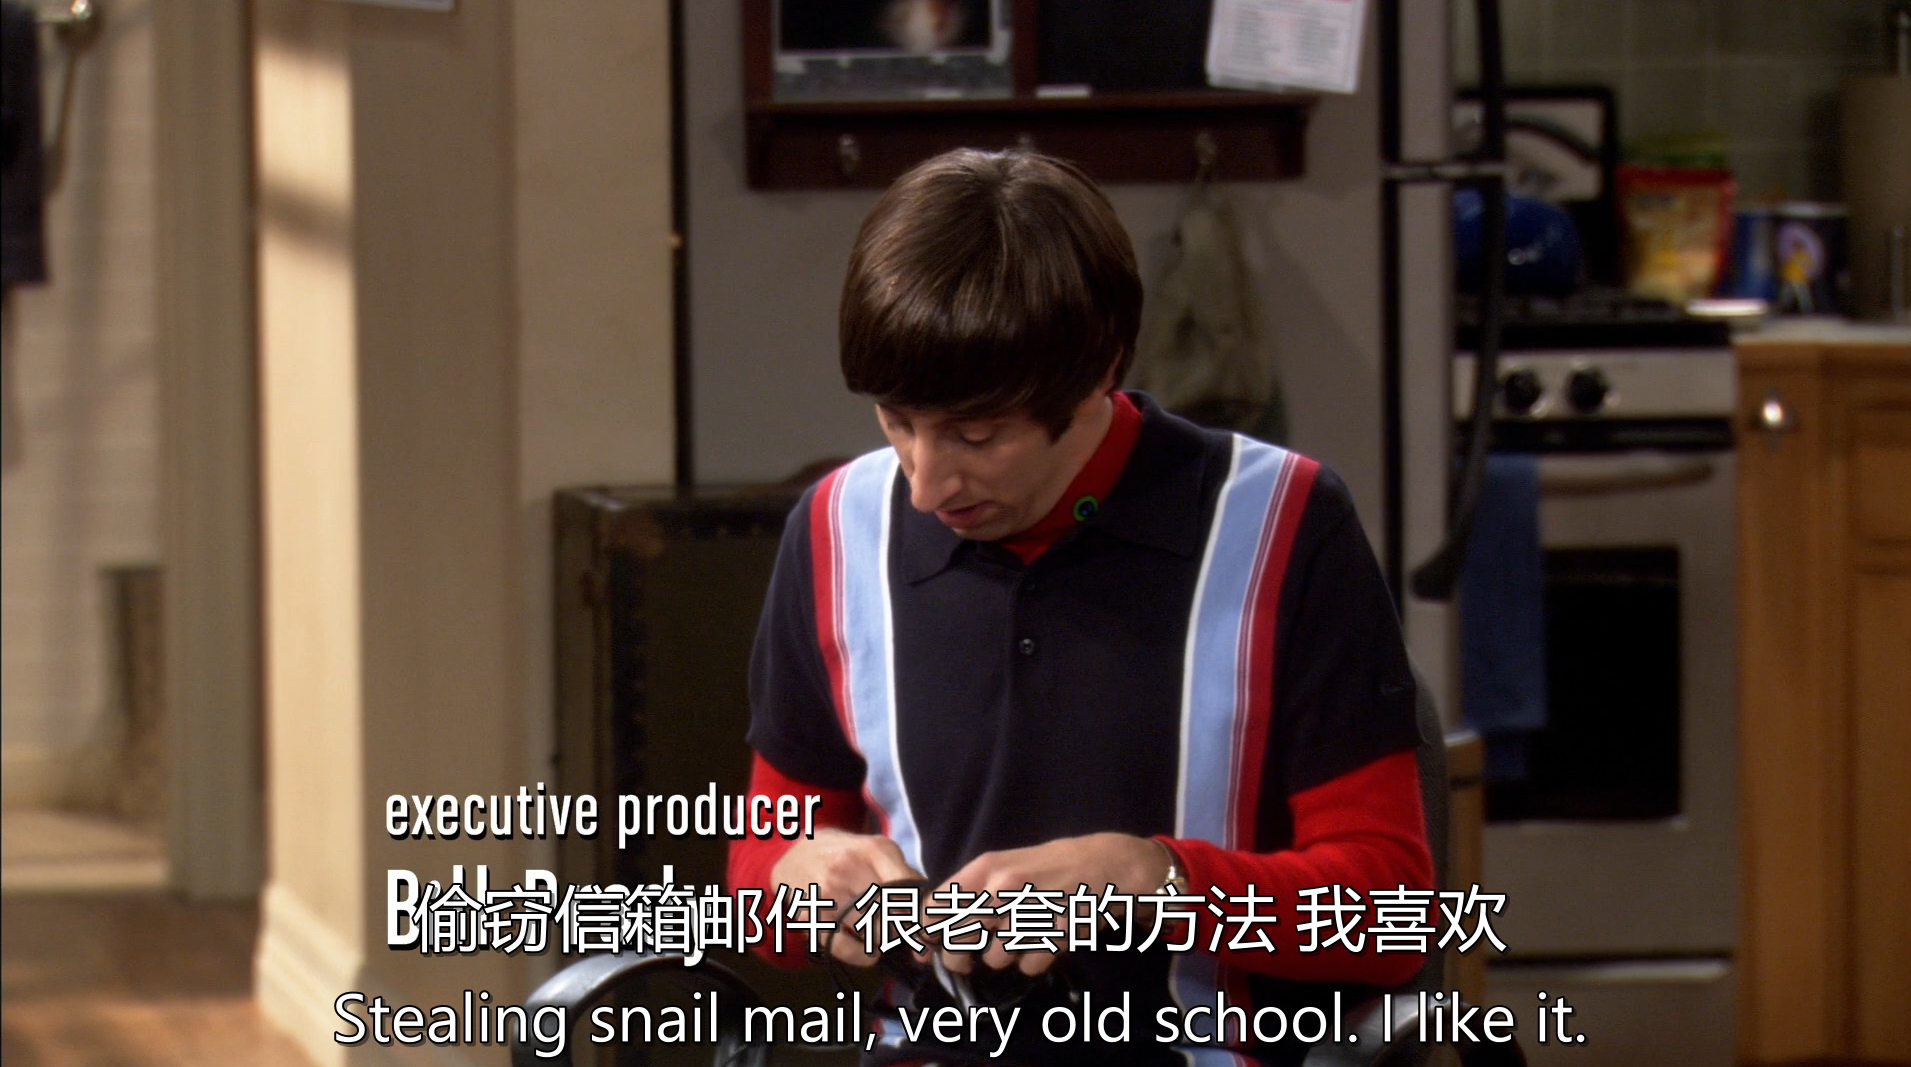 executive producer
偷窃信箱邮件 很老套的方法 我喜欢
Stealing snail mail, very old school. I like it.